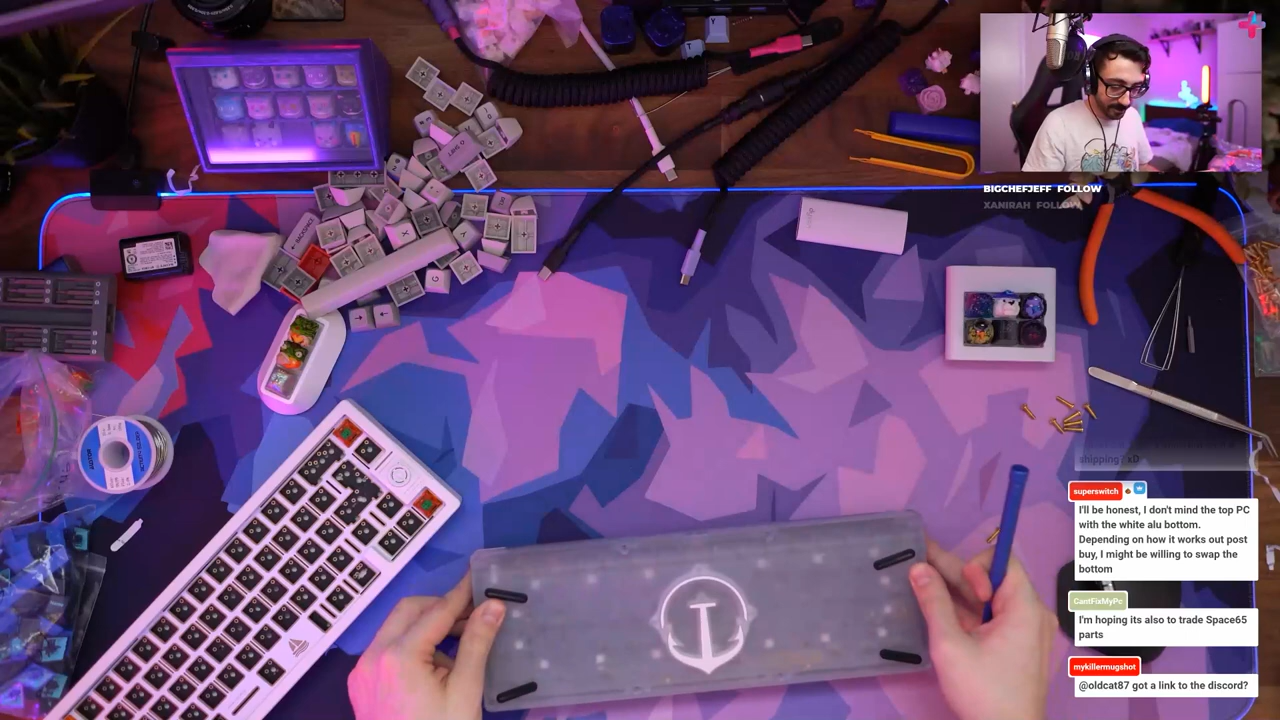 BIGCHEFJEFF FOLLOW
XANIRAH FOLLOW
shipping? xD
superswitch
I'll be honest, I don't mind the top PC
with the white alu bottom.
Depending on how it works out post
buy, I might be willing to swap the
bottom
CantFixMyPc
I'm hoping its also to trade Space65
parts
mykillermugshot
@oldcat87 got a link to the discord?